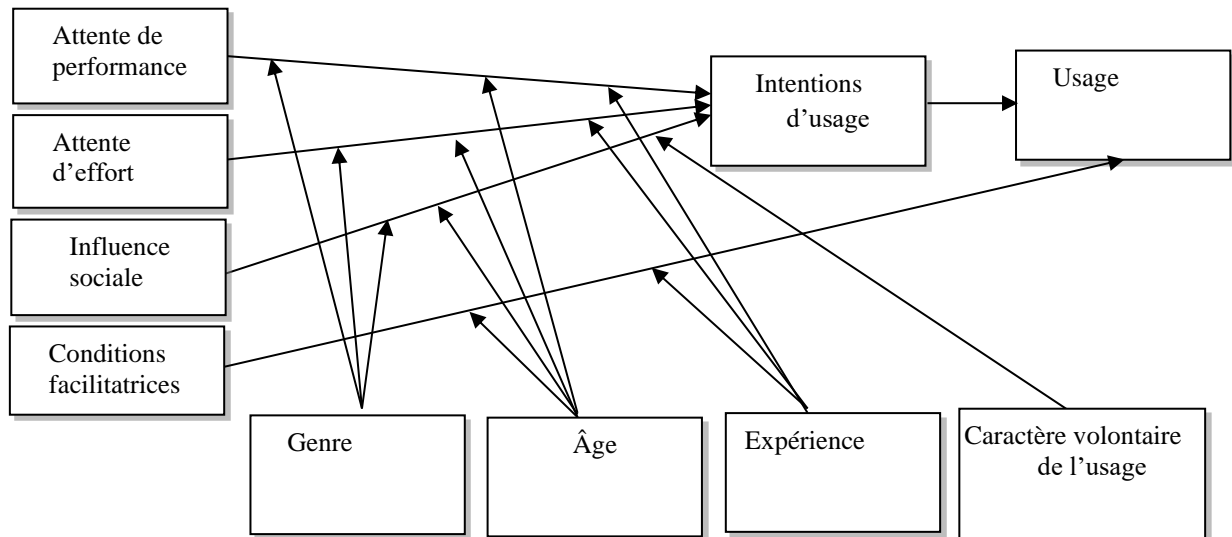 Attente de
performance
Attente
d’effort
Influence
sociale
Conditions
facilitatrices
Intentions
d’usage
Usage
Genre
Âge
Expérience
Caractère volontaire
de l’usage